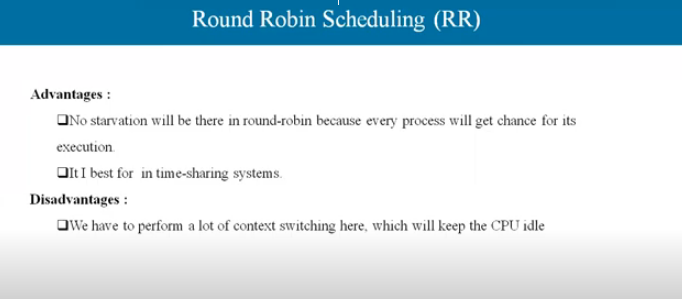 Round Robin Scheduling (RR)
Advantages :
❑No starvation will be there in round-robin because every process will get chance for its
execution.
❑It I best for in time-sharing systems.
Disadvantages :
❑We have to perform a lot of context switching here, which will keep the CPU idle